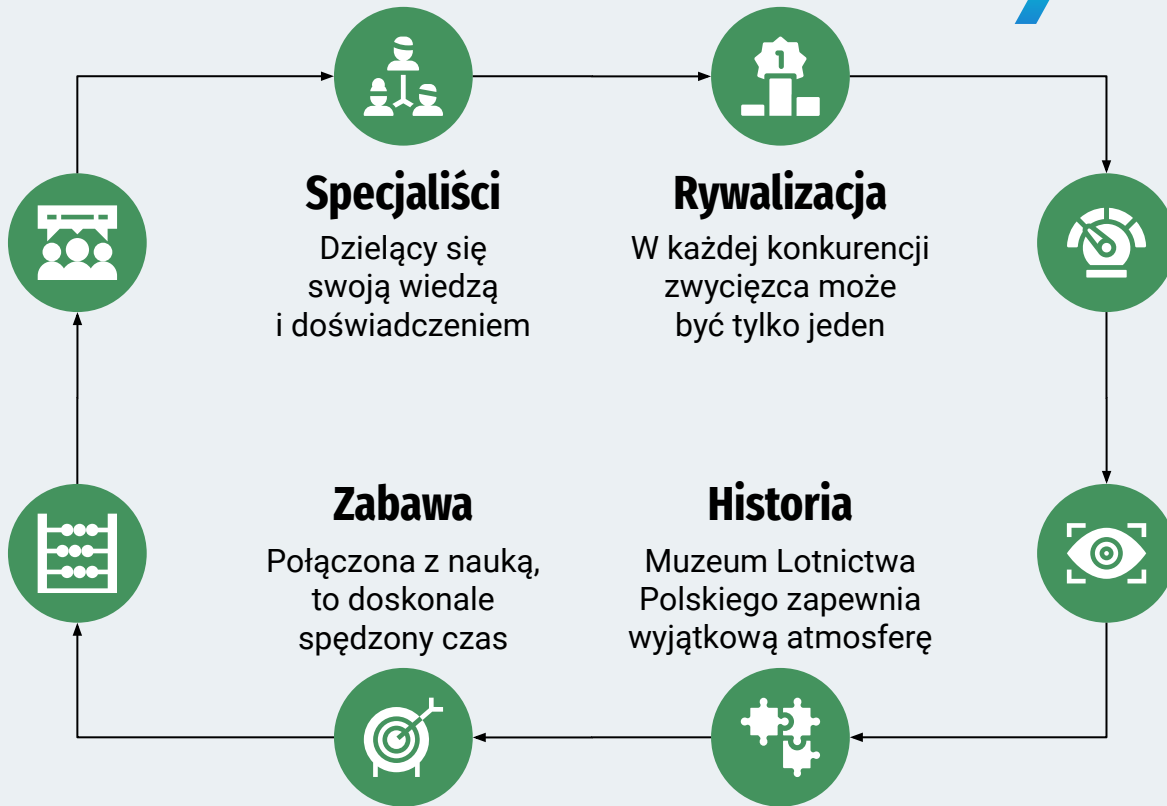 Specjaliści
Dzielący się
swoją wiedzą
i doświadczeniem
1
Rywalizacja
W każdej konkurencji
zwycięzca może
być tylko jeden
Zabawa
Połączona z nauką,
to doskonale
spędzony czas
Historia
Muzeum Lotnictwa
Polskiego zapewnia
wyjątkową atmosferę